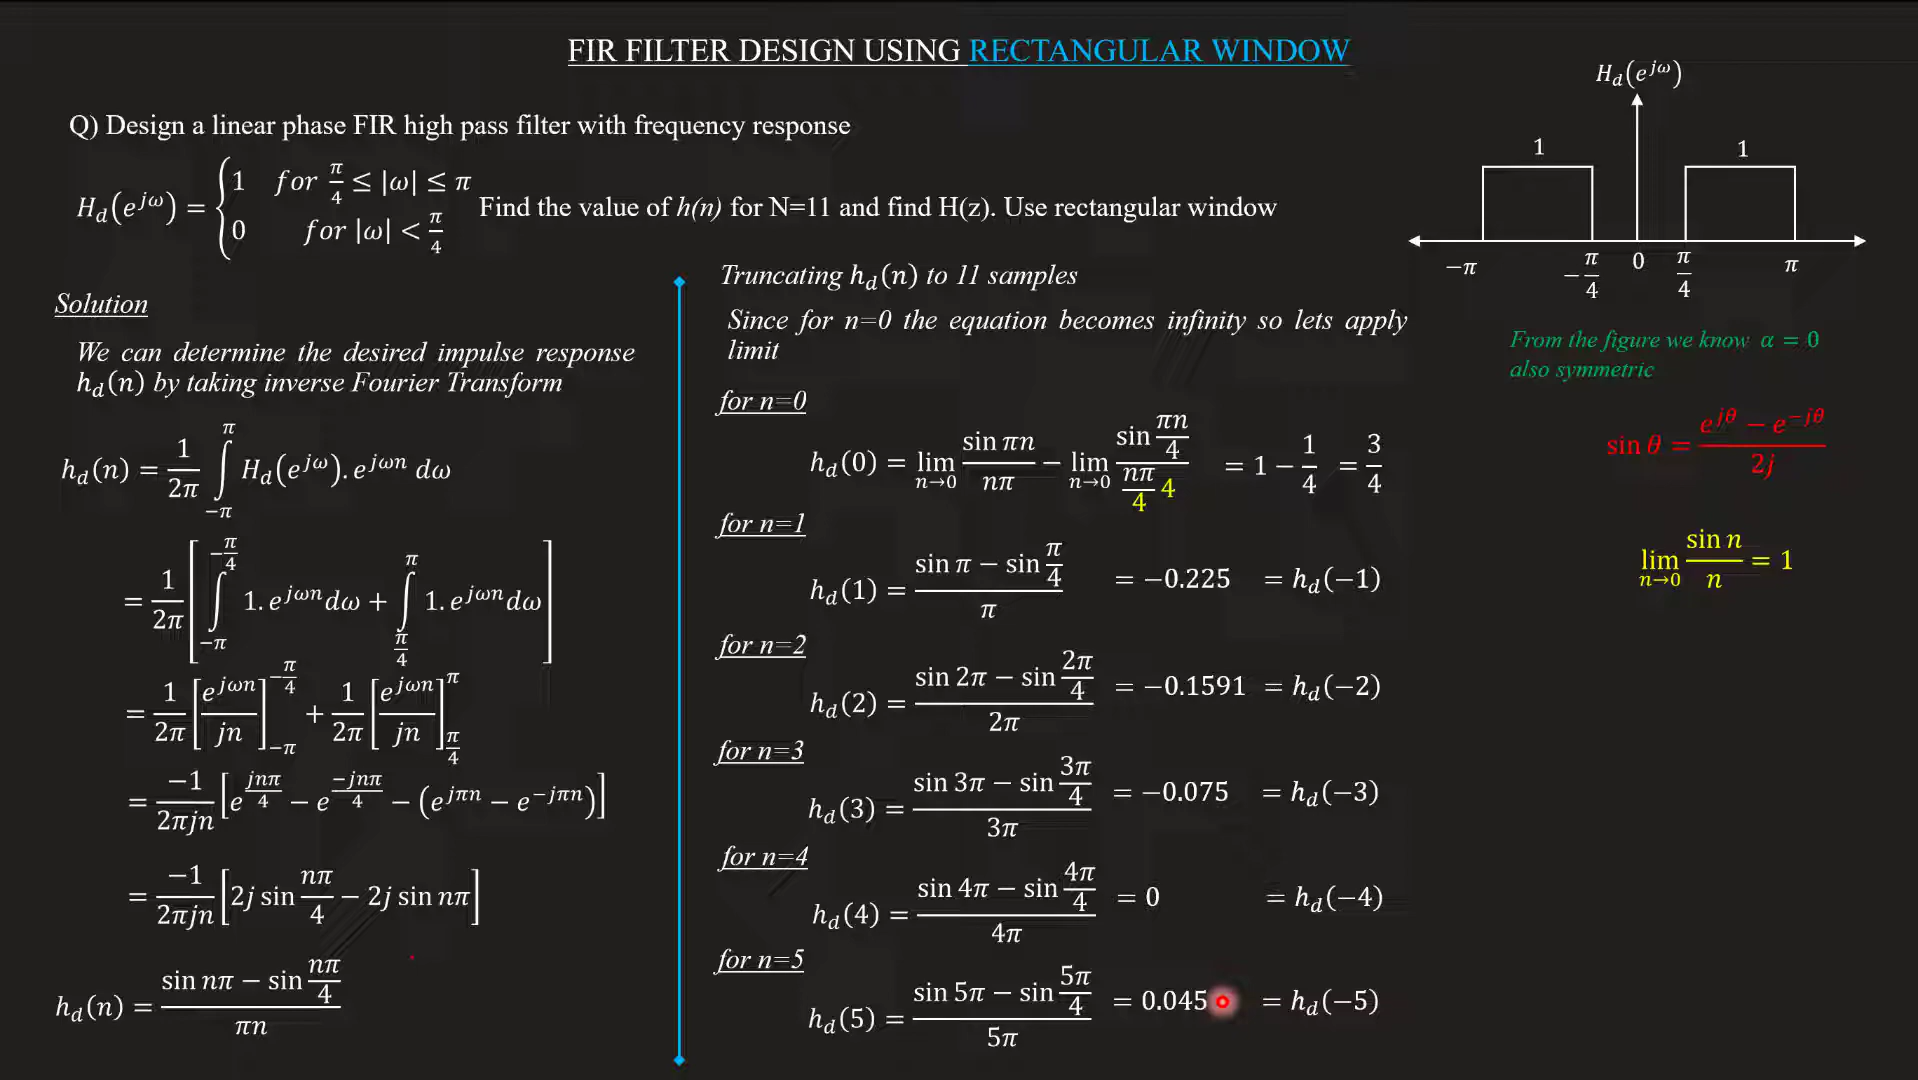 FIR FILTER DESIGN USING RECTANGULAR WINDOW
Q) Design a linear phase FIR high pass filter with frequency response
H_d(e^{jω}) = { 1 for π/4 ≤ |ω| ≤ π
0 for |ω| < π/4
Find the value of h(n) for N=11 and find H(z). Use rectangular window
Solution
We can determine the desired impulse response
h_d(n) by taking inverse Fourier Transform
h_d(n) = 1/2π ∫_{-π}^{π} H_d(e^{jω}). e^{jωn} dω
= 1/2π [ ∫_{-π}^{-π/4} 1. e^{jωn} dω + ∫_{π/4}^{π} 1. e^{jωn} dω ]
= 1/2π [ e^{jωn}/jn ]_{-π}^{-π/4} + 1/2π [ e^{jωn}/jn ]_{π/4}^{π}
= -1/2πjn [ e^{jnπ/4} − e^{-jnπ/4} − (e^{jπn} − e^{-jπn}) ]
= -1/2πjn [ 2j sin nπ/4 − 2j sin nπ ]
h_d(n) = (sin nπ − sin nπ/4) / πn
Truncating h_d(n) to 11 samples
Since for n=0 the equation becomes infinity so lets apply
limit
for n=0
h_d(0) = lim_{n→0} sin πn / nπ − lim_{n→0} sin(πn/4) / (nπ/4) 4 = 1 − 1/4 = 3/4
for n=1
h_d(1) = (sin π − sin π/4) / π = −0.225 = h_d(−1)
for n=2
h_d(2) = (sin 2π − sin 2π/4) / 2π = −0.1591 = h_d(−2)
for n=3
h_d(3) = (sin 3π − sin 3π/4) / 3π = −0.075 = h_d(−3)
for n=4
h_d(4) = (sin 4π − sin 4π/4) / 4π = 0 = h_d(−4)
for n=5
h_d(5) = (sin 5π − sin 5π/4) / 5π = 0.045 = h_d(−5)
H_d(e^{jω})
1 1
−π −π/4 0 π/4 π
From the figure we know α = 0
also symmetric
sin θ = (e^{jθ} − e^{−jθ}) / 2j
lim_{n→0} sin n / n = 1